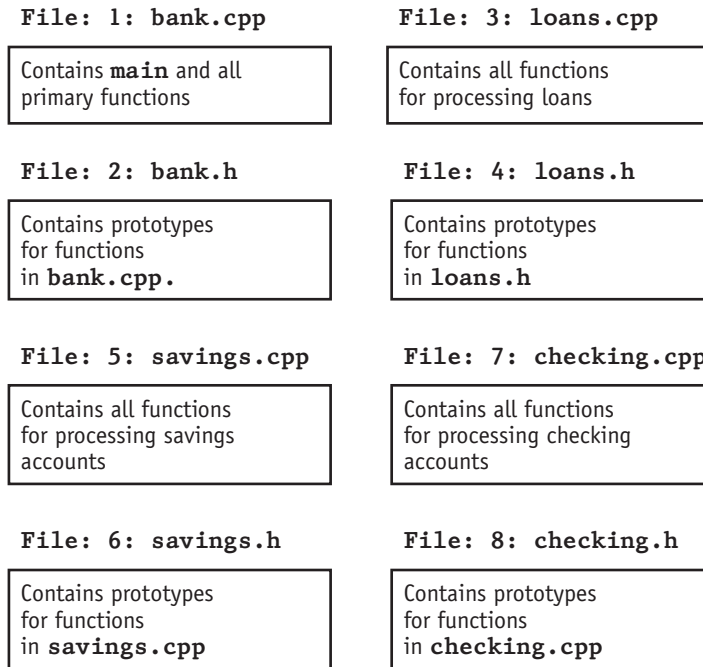 File: 1: bank.cpp
Contains main and all
primary functions
File: 3: loans.cpp
Contains all functions
for processing loans
File: 2: bank.h
Contains prototypes
for functions
in bank.cpp.
File: 4: loans.h
Contains prototypes
for functions
in loans.h
File: 5: savings.cpp
Contains all functions
for processing savings
accounts
File: 7: checking.cpp
Contains all functions
for processing checking
accounts
File: 6: savings.h
Contains prototypes
for functions
in savings.cpp
File: 8: checking.h
Contains prototypes
for functions
in checking.cpp